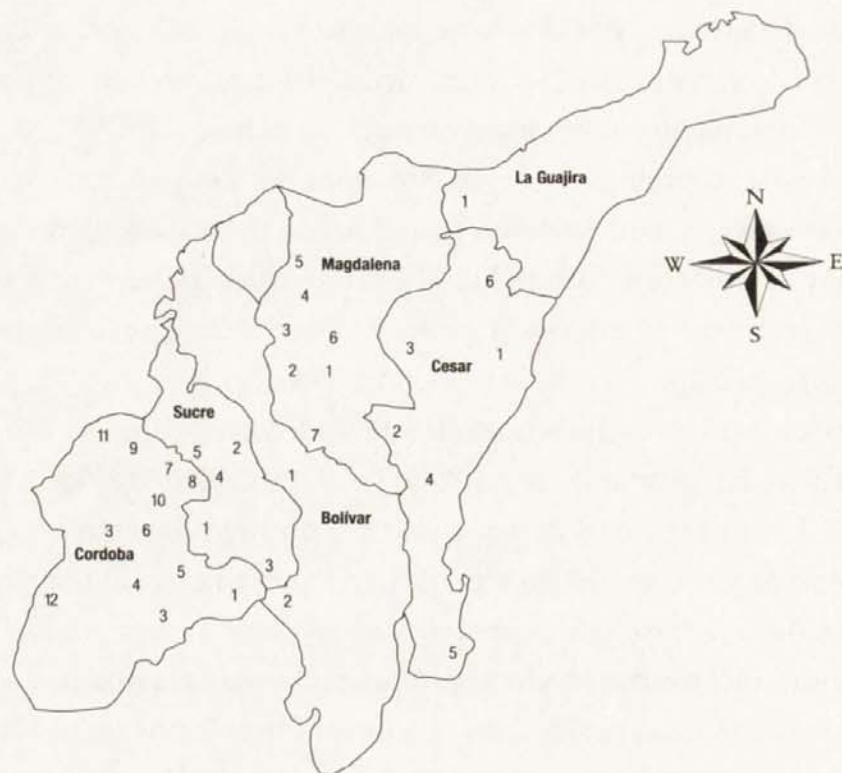 N
La Guajira
1
W E
5 Magdalena
6
4
S
3 6
3 1
Cesar
2 1
Sucre
11 9 5 2 7 2
7 8 4 1 4
10
Bolívar
3 6 1
Cordoba
5 3
4
12 1 2
3
5